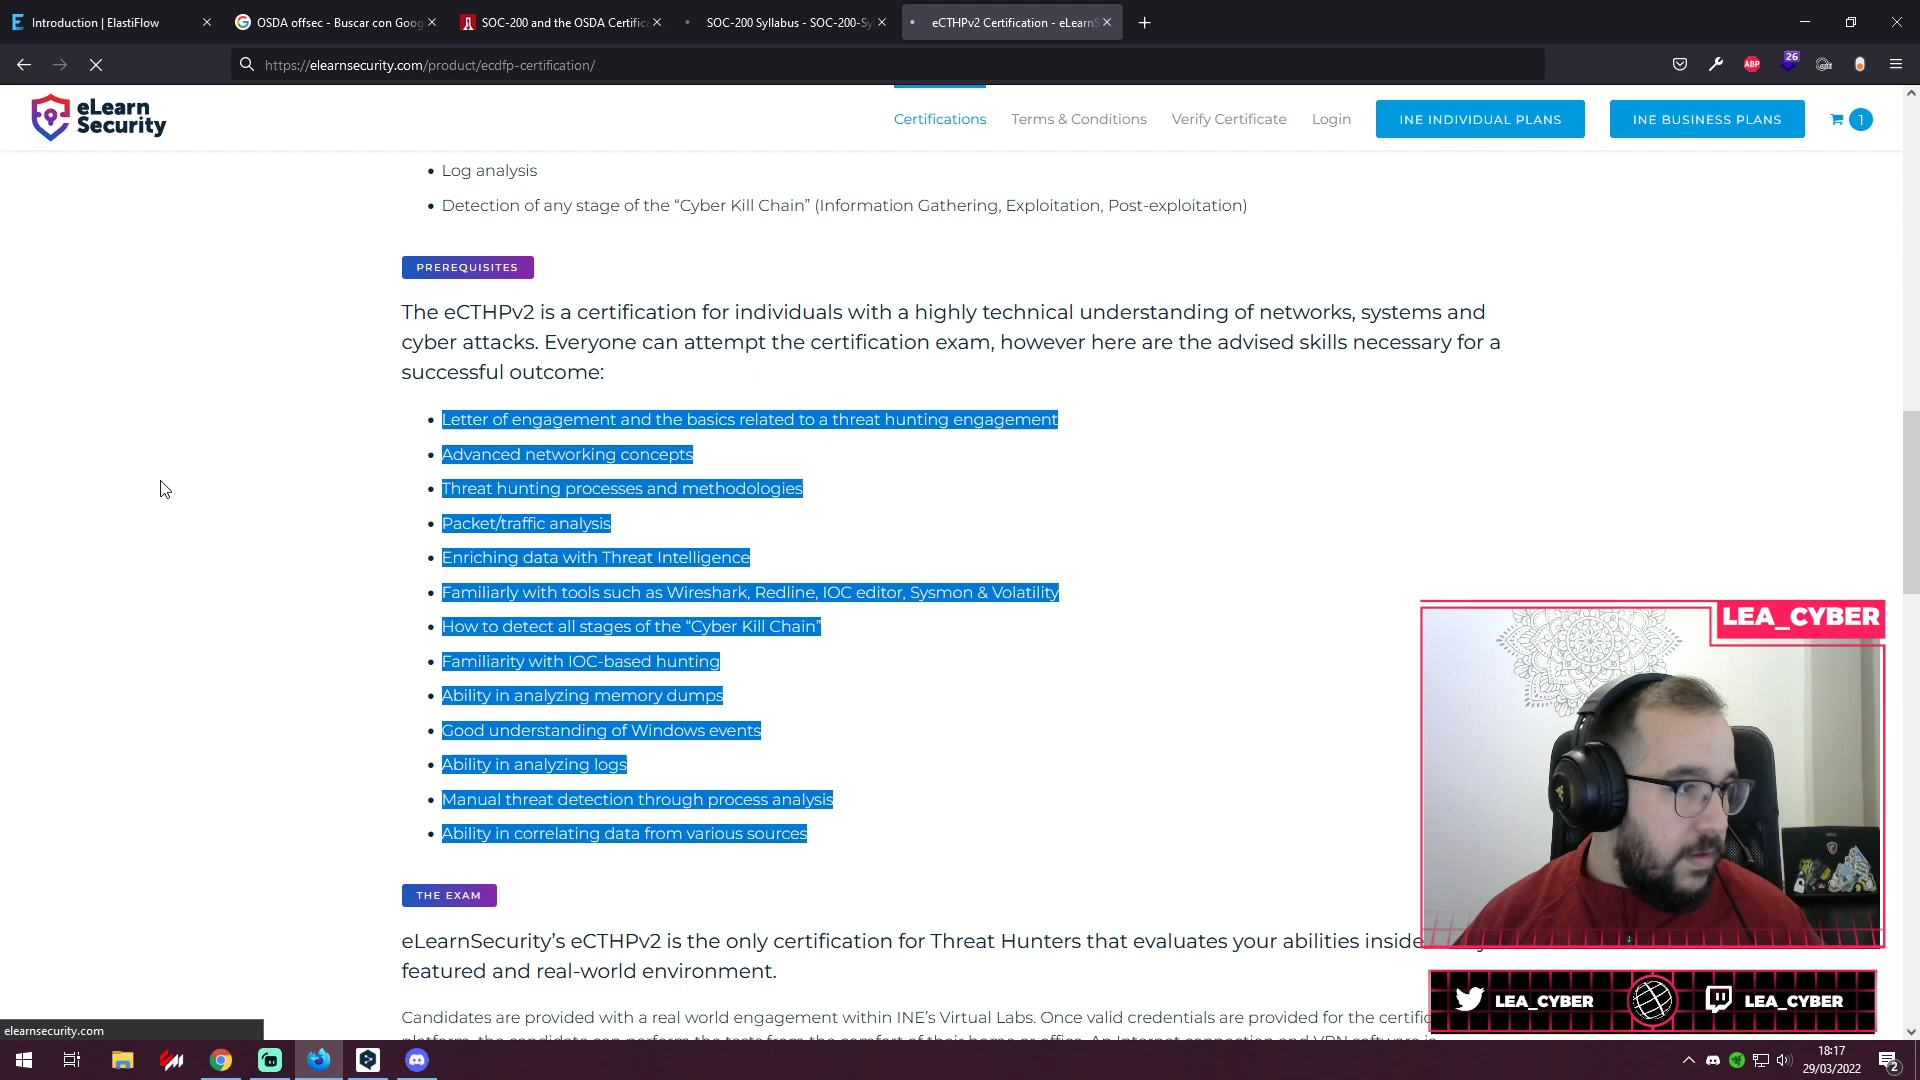 Introduction | ElastiFlow
OSDA offsec - Buscar con Goog
SOC-200 and the OSDA Certific
SOC-200 Syllabus - SOC-200-Sy
eCTHPv2 Certification - eLearnS
https://elearnsecurity.com/product/ecdfp-certification/
ABP
26
eLearn
Security
Certifications
Terms & Conditions
Verify Certificate
Login
INE INDIVIDUAL PLANS
INE BUSINESS PLANS
1
• Log analysis
• Detection of any stage of the “Cyber Kill Chain” (Information Gathering, Exploitation, Post-exploitation)
PREREQUISITES
The eCTHPv2 is a certification for individuals with a highly technical understanding of networks, systems and
cyber attacks. Everyone can attempt the certification exam, however here are the advised skills necessary for a
successful outcome:
• Letter of engagement and the basics related to a threat hunting engagement
• Advanced networking concepts
• Threat hunting processes and methodologies
• Packet/traffic analysis
• Enriching data with Threat Intelligence
• Familiarly with tools such as Wireshark, Redline, IOC editor, Sysmon & Volatility
• How to detect all stages of the “Cyber Kill Chain”
• Familiarity with IOC-based hunting
• Ability in analyzing memory dumps
• Good understanding of Windows events
• Ability in analyzing logs
• Manual threat detection through process analysis
• Ability in correlating data from various sources
THE EXAM
eLearnSecurity’s eCTHPv2 is the only certification for Threat Hunters that evaluates your abilities inside
featured and real-world environment.
Candidates are provided with a real world engagement within INE’s Virtual Labs. Once valid credentials are provided for the certific
LEA_CYBER
LEA_CYBER
LEA_CYBER
elearnsecurity.com
18:17
29/03/2022
2